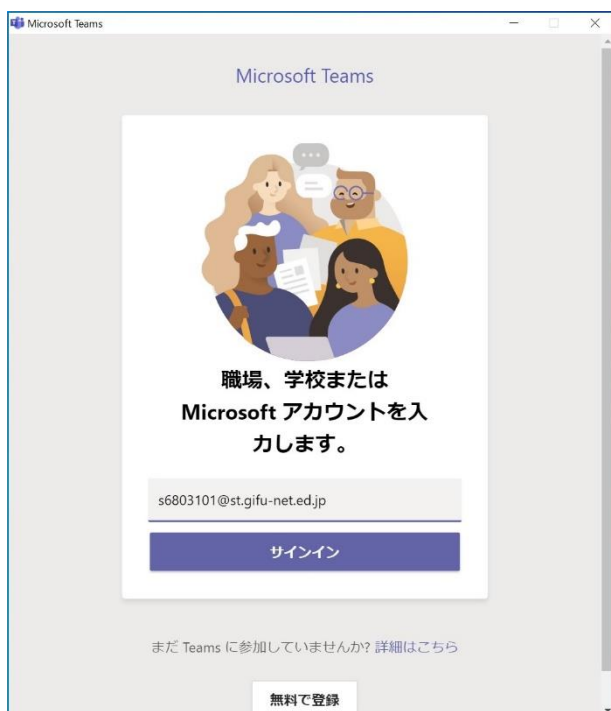 Microsoft Teams
Microsoft Teams
職場、学校または
Microsoft アカウントを入
力します。
s6803101@st.gifu-net.ed.jp
サインイン
まだ Teams に参加していませんか? 詳細はこちら
無料で登録